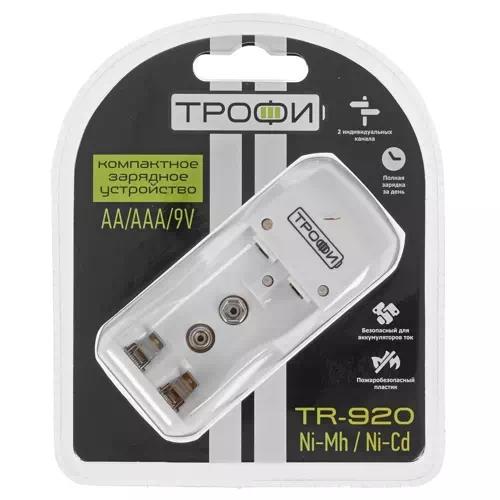 ТРОФИ
КОМПАКТНОЕ
ЗАРЯДНОЕ
УСТРОЙСТВО
AA/AAA/9V
2 индивидуальных
канала
Полная
зарядка
за день
ТРОФИ
Безопасный для
аккумуляторов ток
Пожаробезопасный
пластик
TR-920
Ni-Mh / Ni-Cd